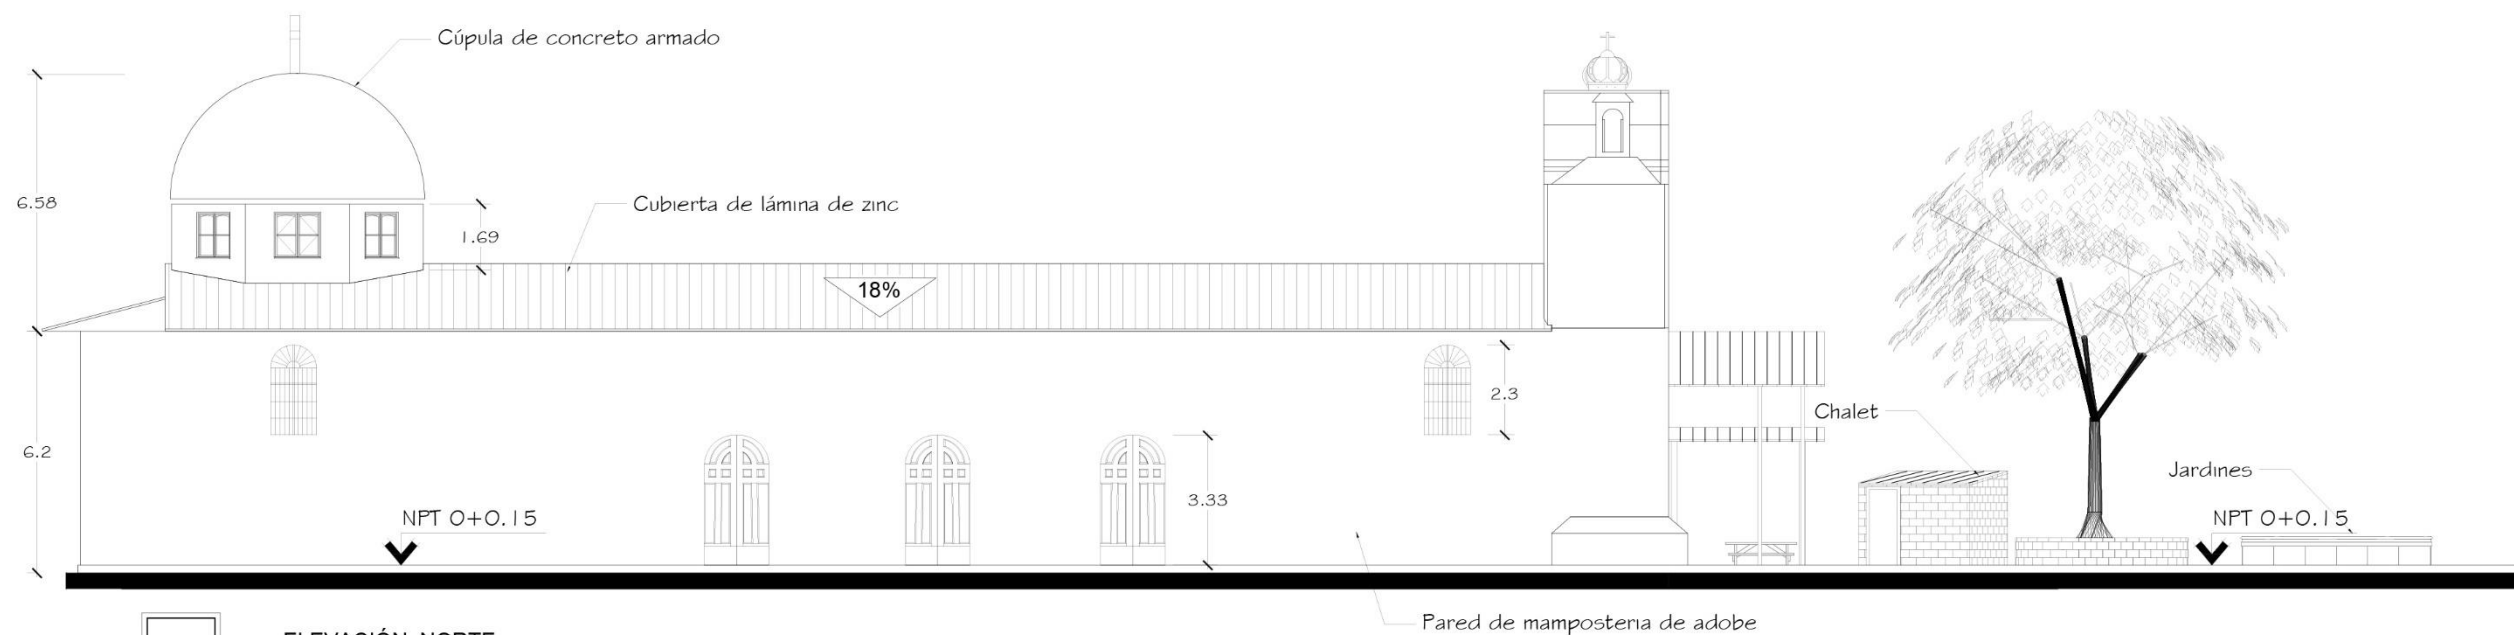 Cúpula de concreto armado
6.58
Cubierta de lámina de zinc
1.69
18%
2.3
Chalet
6.2
Jardines
3.33
NPT 0+0.15
NPT 0+0.15
Pared de mamposteria de adobe
ELEVACIÓN NORTE